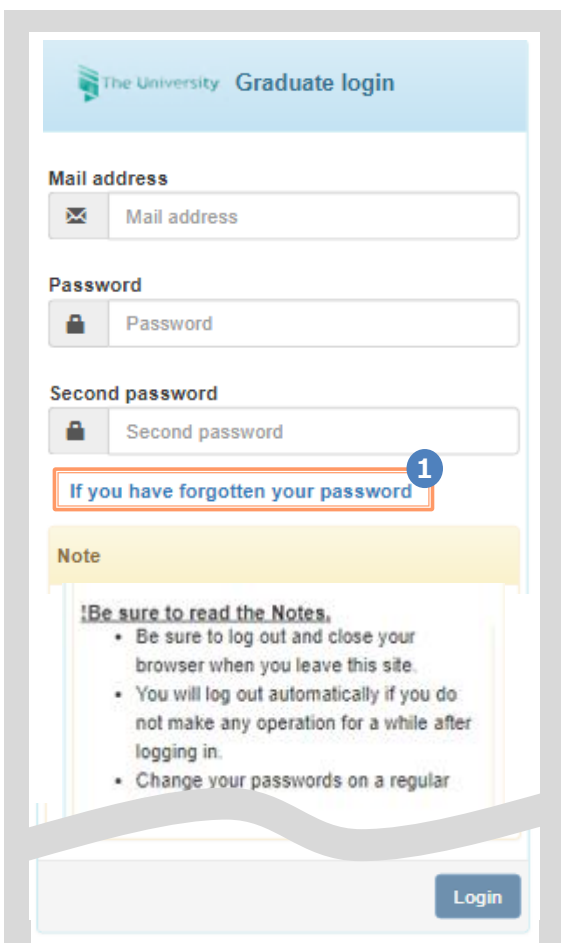 The University Graduate login
Mail address
Mail address
Password
Password
Second password
Second password
1
If you have forgotten your password
Note
!Be sure to read the Notes.
• Be sure to log out and close your
browser when you leave this site.
• You will log out automatically if you do
not make any operation for a while after
logging in.
• Change your passwords on a regular
Login